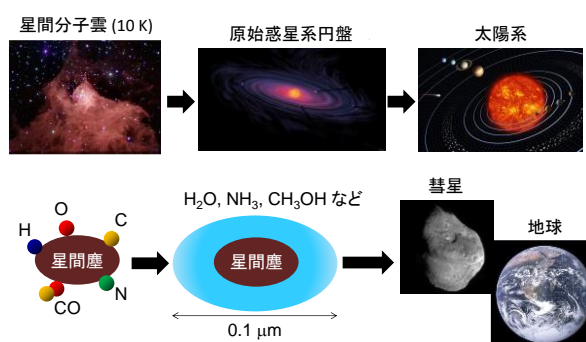 星間分子雲 (10 K)
原始惑星系円盤
太陽系
H₂O, NH₃, CH₃OH など
彗星
地球
O
C
H
星間塵
N
CO
星間塵
0.1 μm